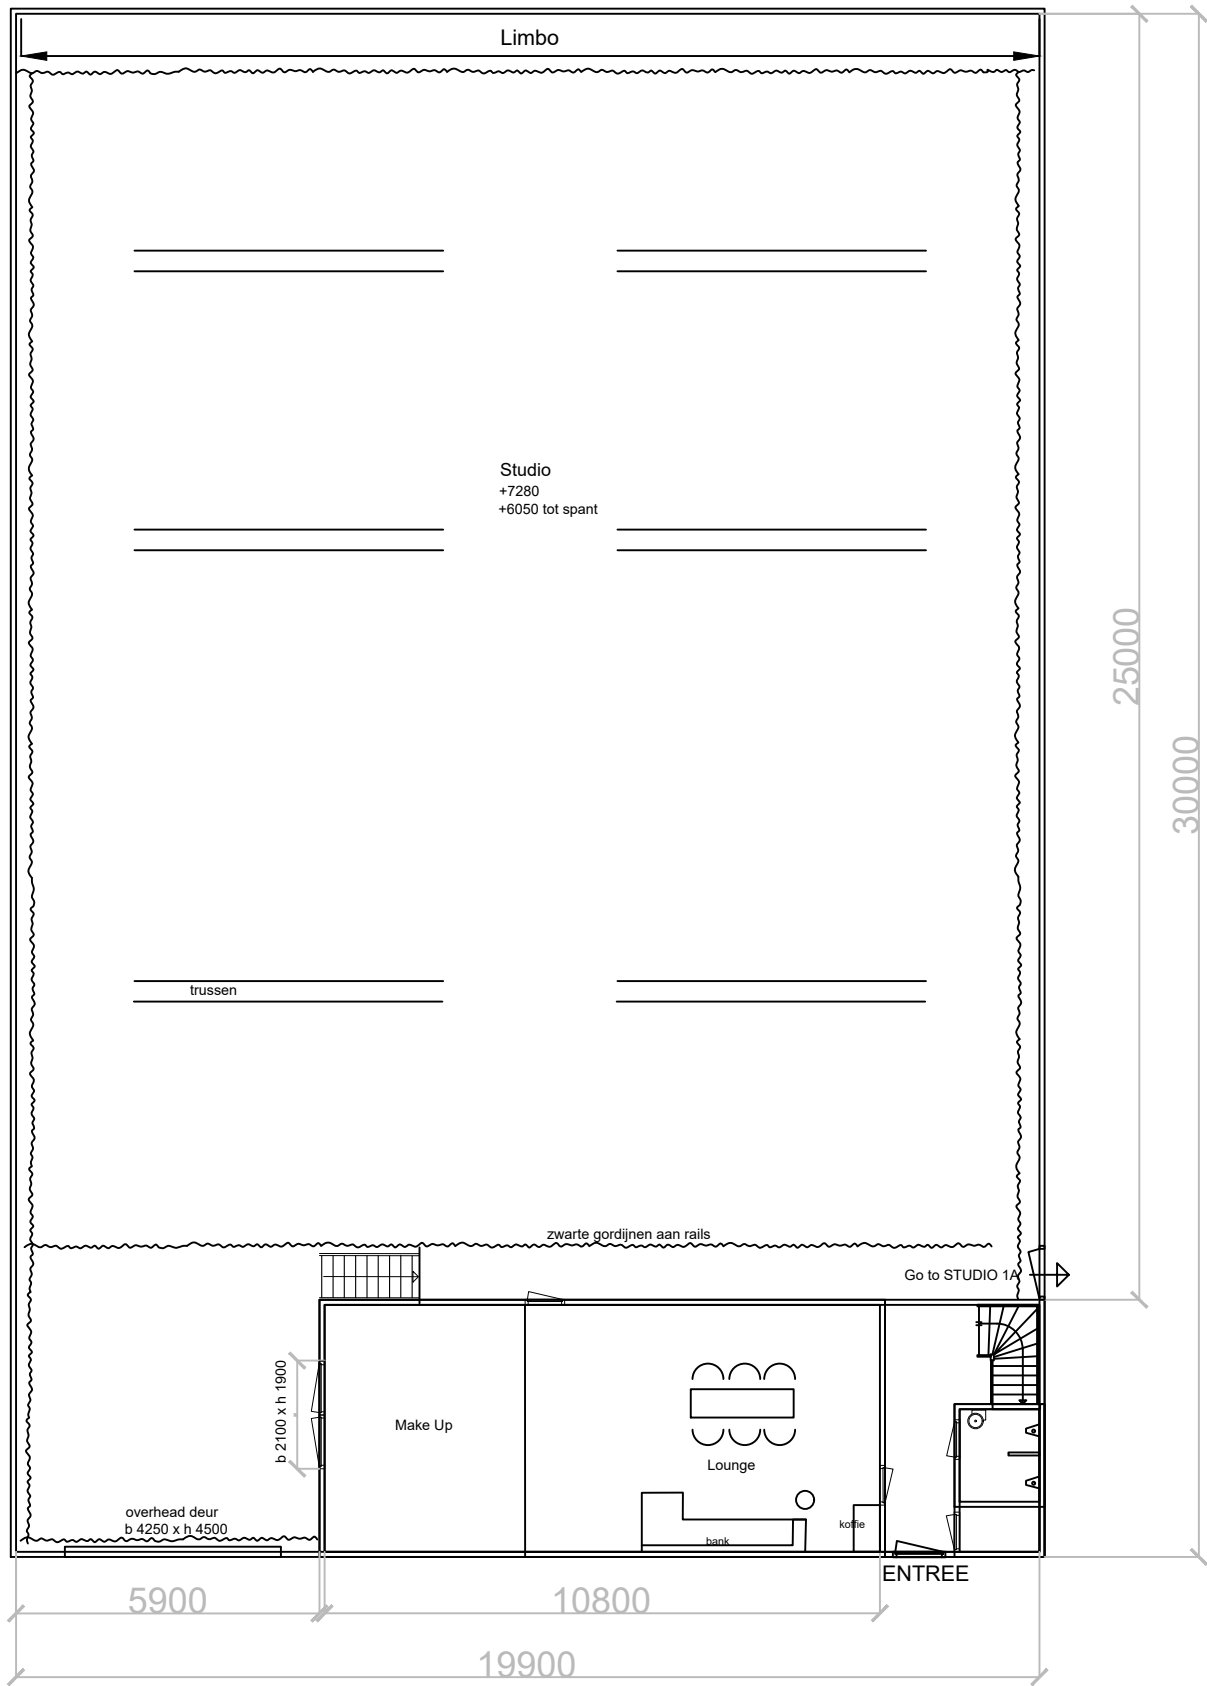 Limbo
Studio
+7280
+6050 tot spant
25000
30000
trussen
zwarte gordijnen aan rails
Go to STUDIO 1A
b 2100 x h 1900
Make Up
Lounge
overhead deur
b 4250 x h 4500
bank
koffie
ENTREE
5900
10800
19900